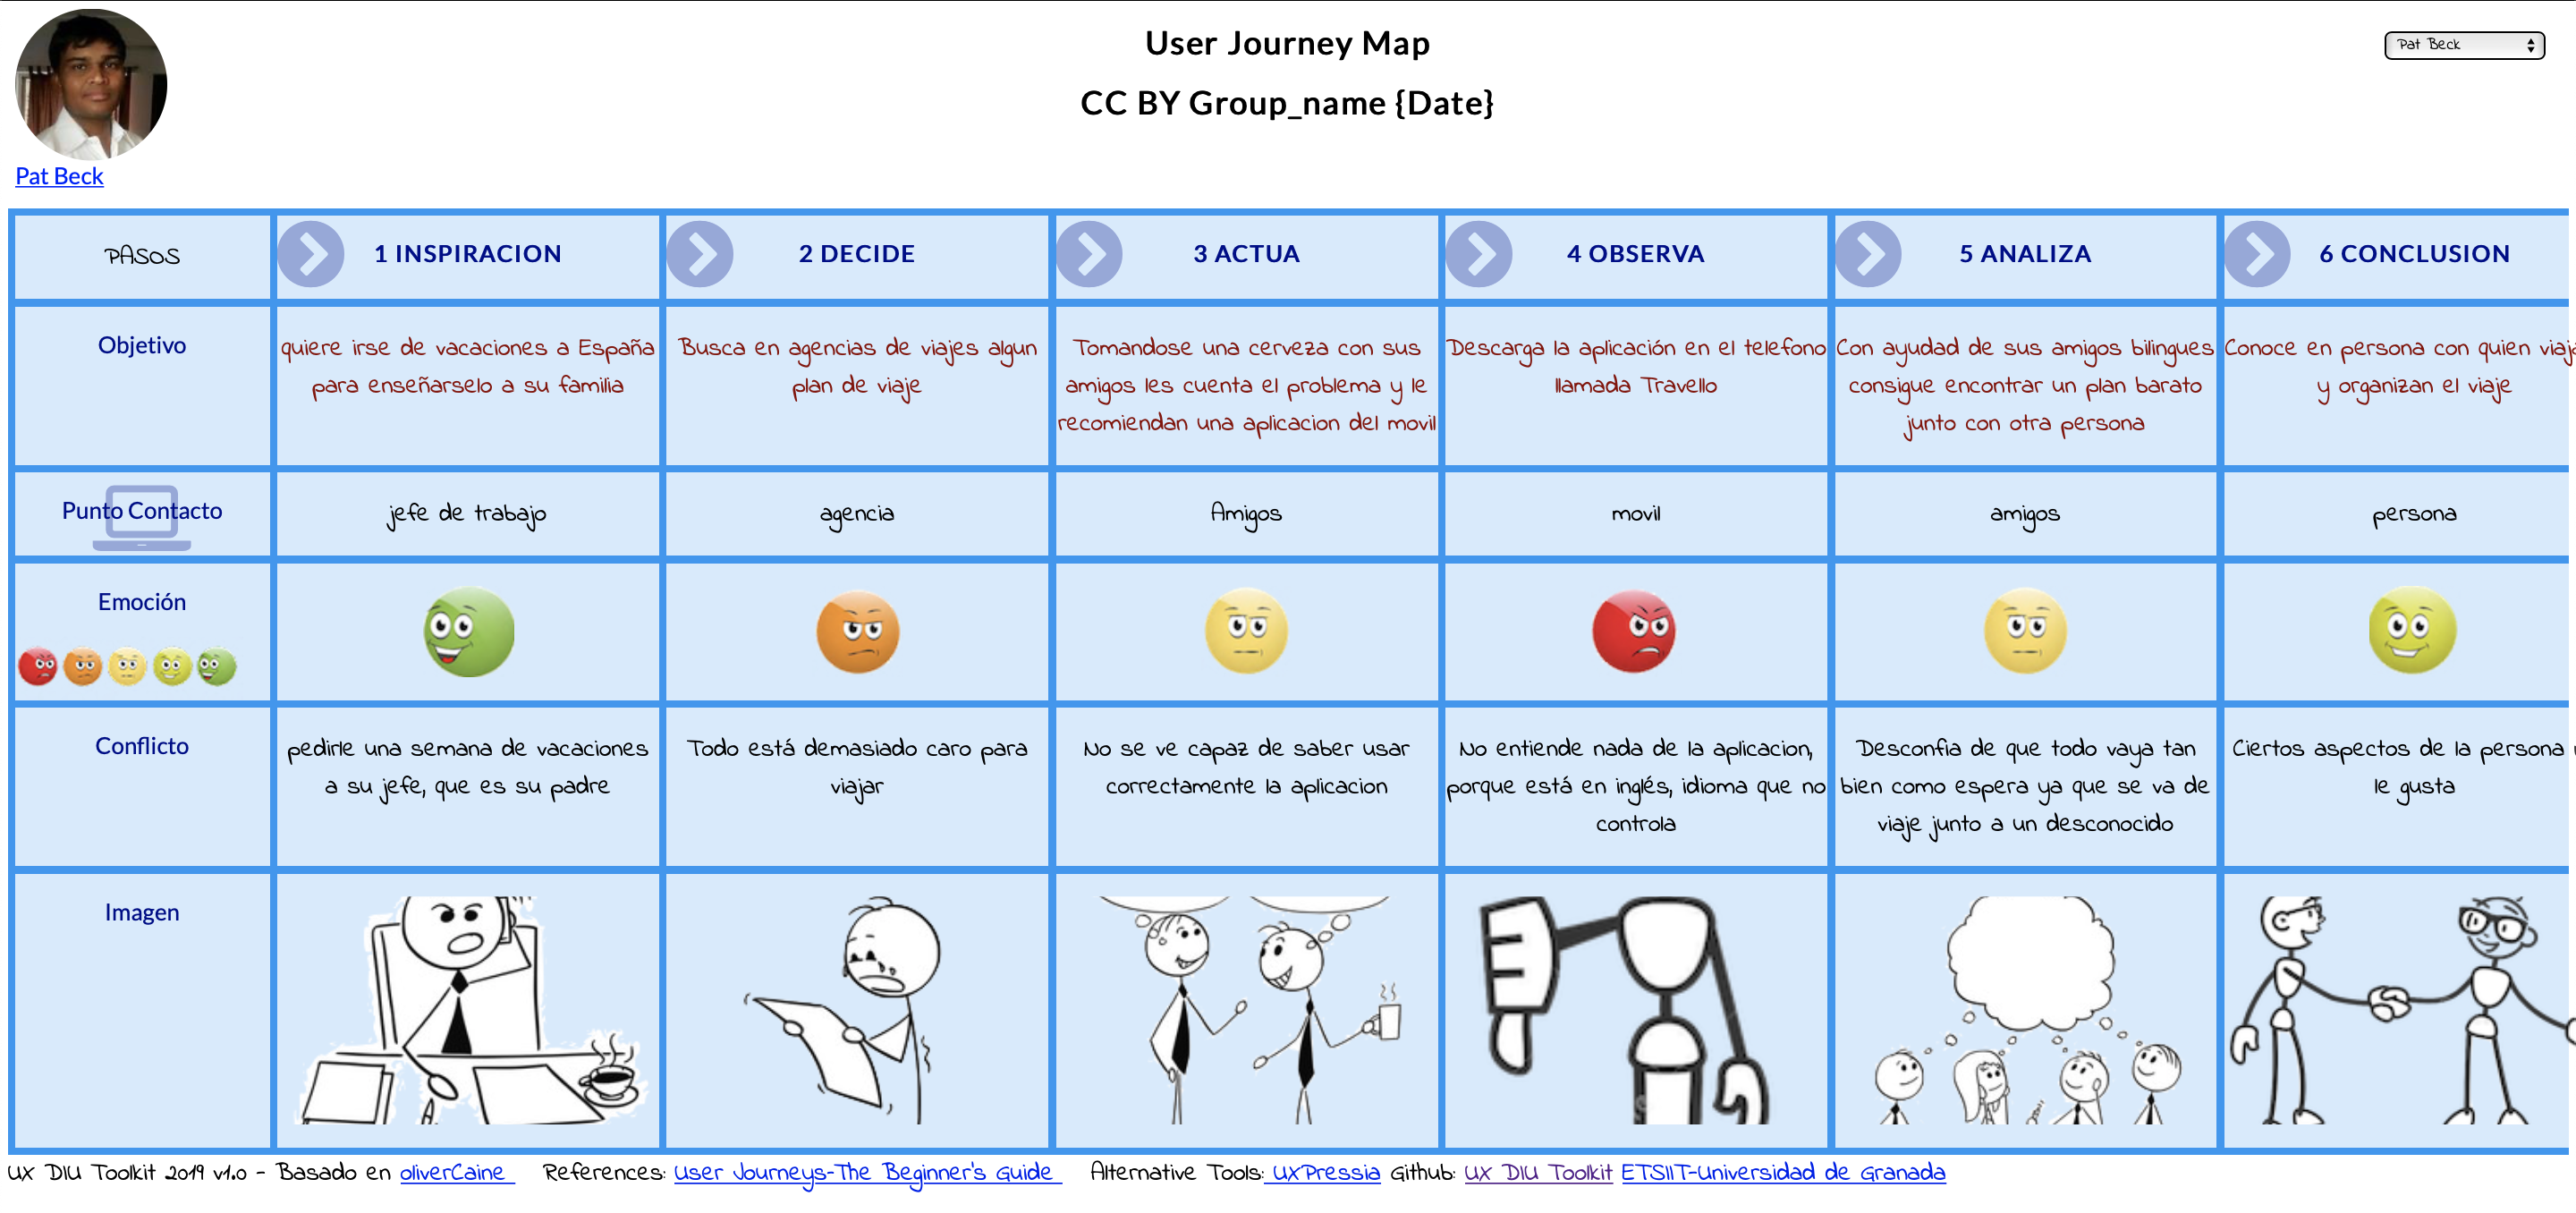 User Journey Map
Pat Beck
CC BY Group_name {Date}
Pat Beck
PASOS
1 INSPIRACION
2 DECIDE
3 ACTUA
4 OBSERVA
5 ANALIZA
6 CONCLUSION
Objetivo
quiere irse de vacaciones a España
para enseñarselo a su familia
Busca en agencias de viajes algun
plan de viaje
Tomandose una cerveza con sus
amigos les cuenta el problema y le
recomiendan una aplicacion del movil
Descarga la aplicación en el telefono
llamada Travello
Con ayudad de sus amigos bilingues
consigue encontrar un plan barato
junto con otra persona
Conoce en persona con quien
y organizan el viaje
Punto Contacto
jefe de trabajo
agencia
Amigos
movil
amigos
persona
Emoción
Conflicto
pedirle una semana de vacaciones
a su jefe, que es su padre
Todo está demasiado caro para
viajar
No se ve capaz de saber usar
correctamente la aplicacion
No entiende nada de la aplicacion,
porque está en inglés, idioma que no
controla
Desconfia de que todo vaya tan
bien como espera ya que se va de
viaje junto a un desconocido
Ciertos aspectos de la persona
le gusta
Imagen
UX DIU Toolkit 2019 v1.0 - Basado en oliverCaine References: User Journeys-The Beginner's Guide Alternative Tools: UXPressia Github: UX DIU Toolkit ETSIIT-Universidad de Granada